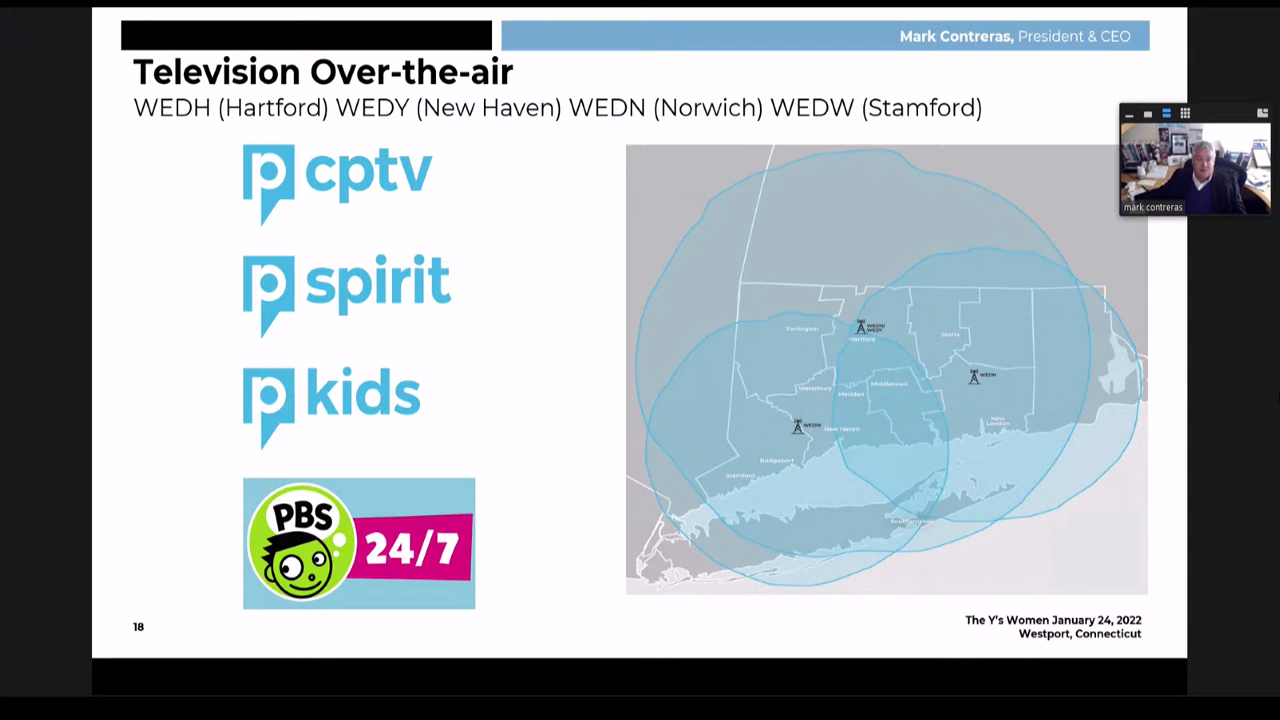 Mark Contreras, President & CEO
Television Over-the-air
WEDH (Hartford) WEDY (New Haven) WEDN (Norwich) WEDW (Stamford)
p cptv
p spirit
p kids
PBS
24/7
mark contreras
WEDH/
WEDY
Hartford
Torrington
Storrs
WEDN
Waterbury
Meriden
Middletown
WEDW
New Haven
New
London
Bridgeport
Stamford
18
The Y's Women January 24, 2022
Westport, Connecticut